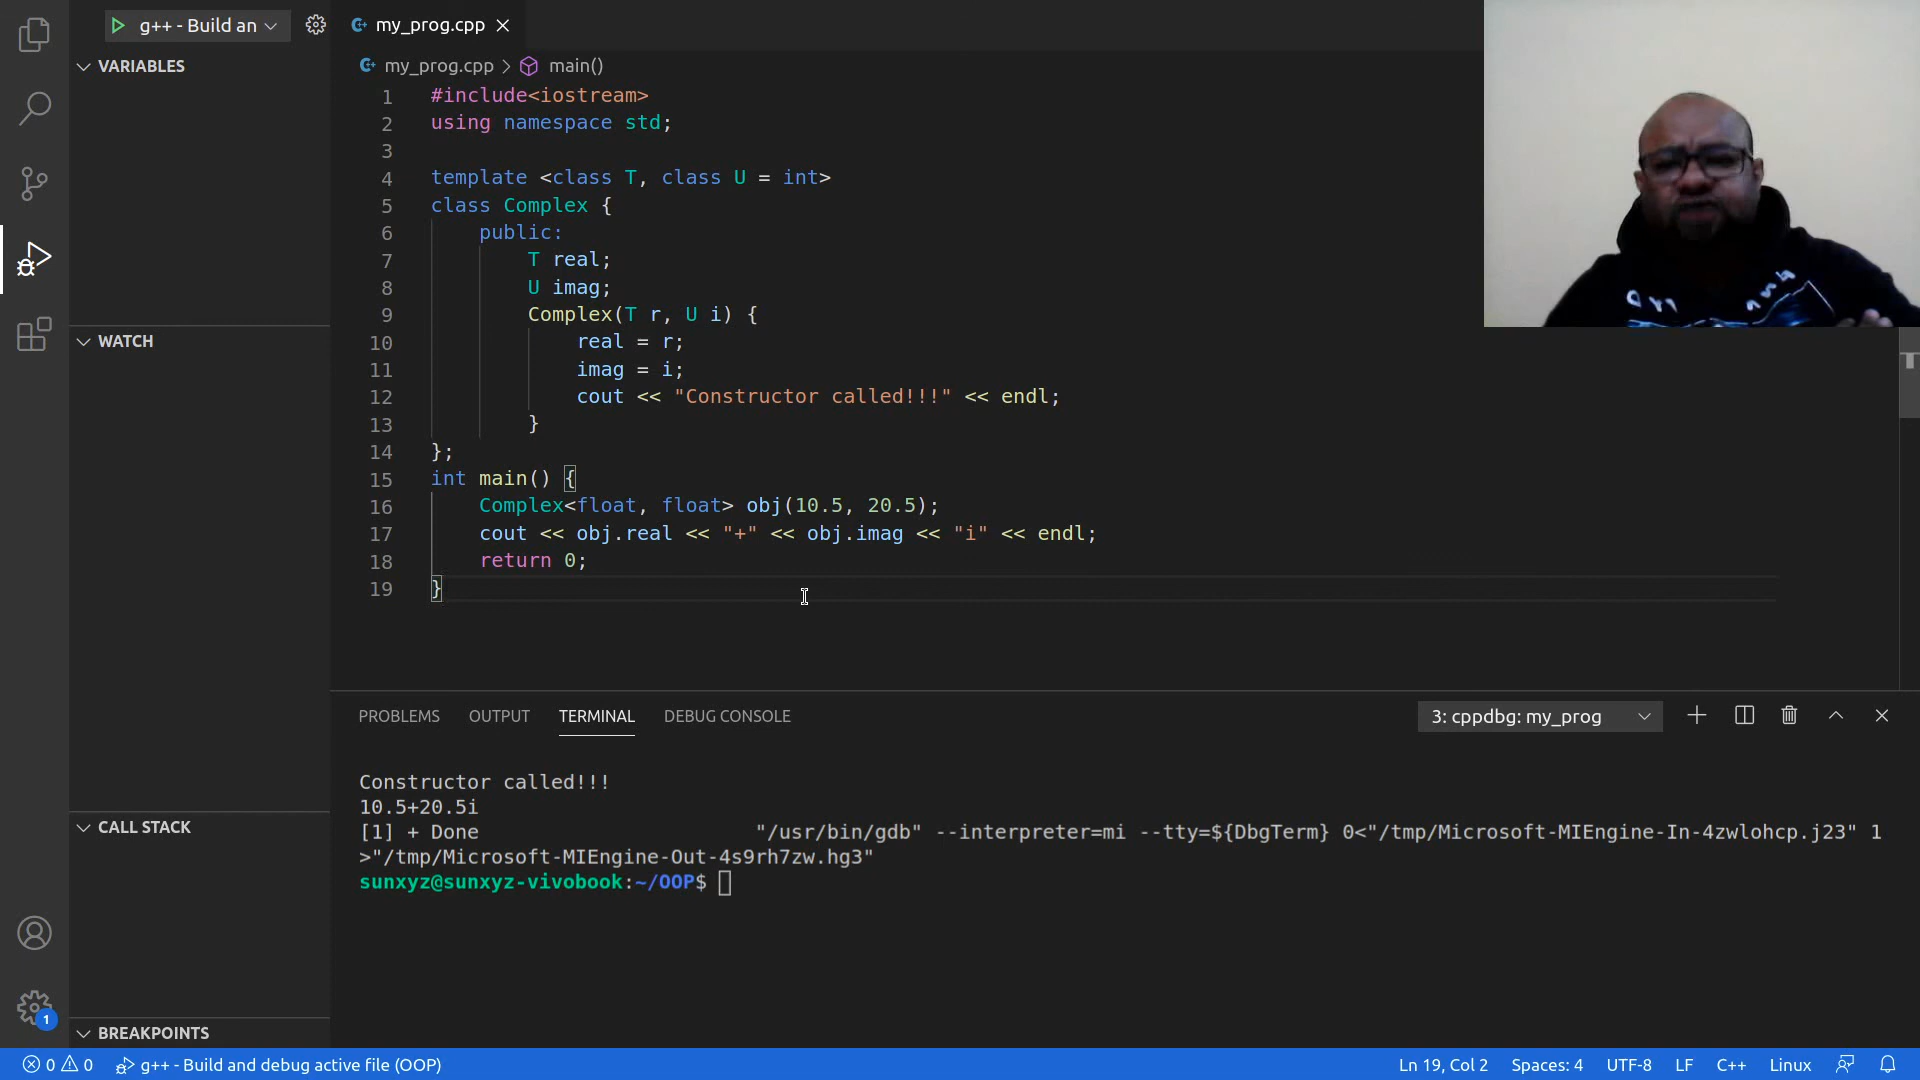 g++ - Build an
my_prog.cpp
VARIABLES
my_prog.cpp > main()
1 #include<iostream>
2 using namespace std;
3
4 template <class T, class U = int>
5 class Complex {
6 public:
7 T real;
8 U imag;
9 Complex(T r, U i) {
10 real = r;
11 imag = i;
12 cout << "Constructor called!!!" << endl;
13 }
14 };
15 int main() {
16 Complex<float, float> obj(10.5, 20.5);
17 cout << obj.real << "+" << obj.imag << "i" << endl;
18 return 0;
19 }
WATCH
CALL STACK
BREAKPOINTS
PROBLEMS OUTPUT TERMINAL DEBUG CONSOLE 3: cppdbg: my_prog
Constructor called!!!
10.5+20.5i
[1] + Done "/usr/bin/gdb" --interpreter=mi --tty=${DbgTerm} 0<"/tmp/Microsoft-MIEngine-In-4zwlohcp.j23" 1
>"/tmp/Microsoft-MIEngine-Out-4s9rh7zw.hg3"
sunxyz@sunxyz-vivobook:~/OOP$
1
0 0 g++ - Build and debug active file (OOP) Ln 19, Col 2 Spaces: 4 UTF-8 LF C++ Linux